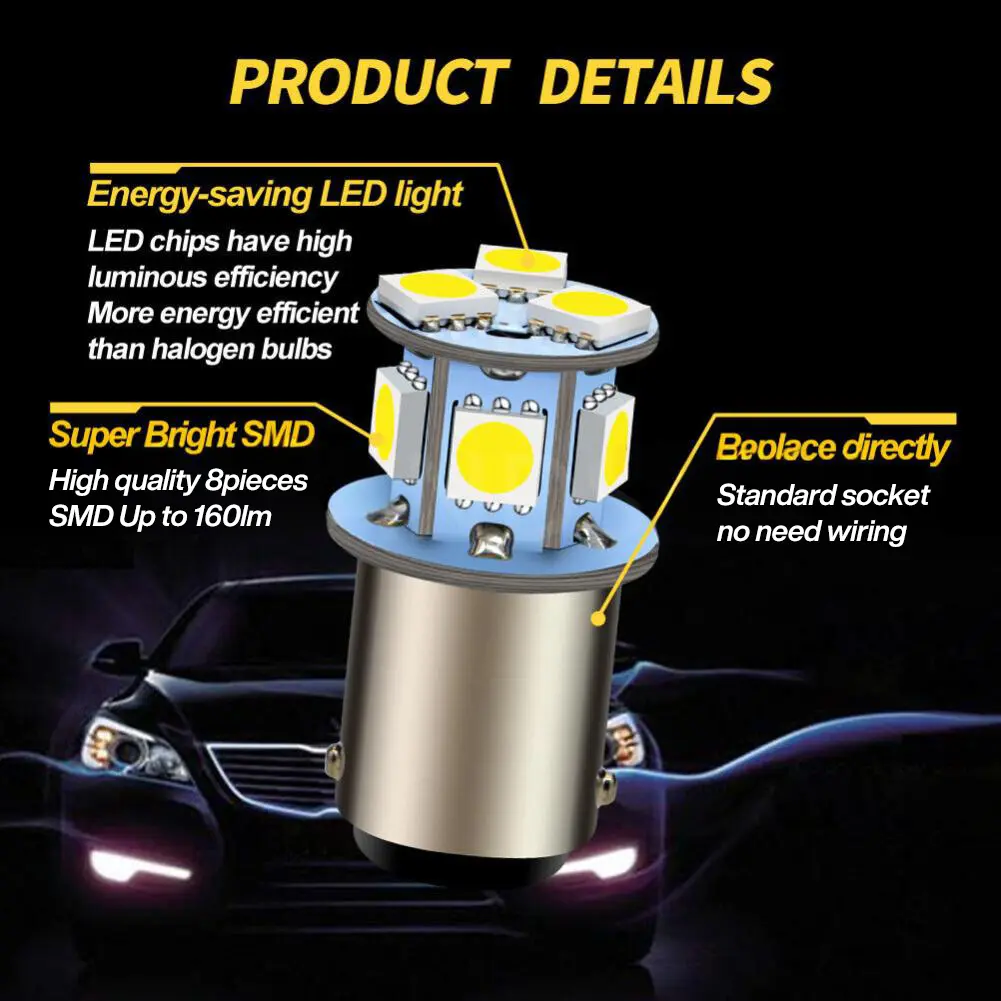 PRODUCT DETAILS
Energy-saving LED light
LED chips have high
luminous efficiency
More energy efficient
than halogen bulbs
Super Bright SMD
High quality 8pieces
SMD Up to 160lm
Beolace directly
Standard socket
no need wiring